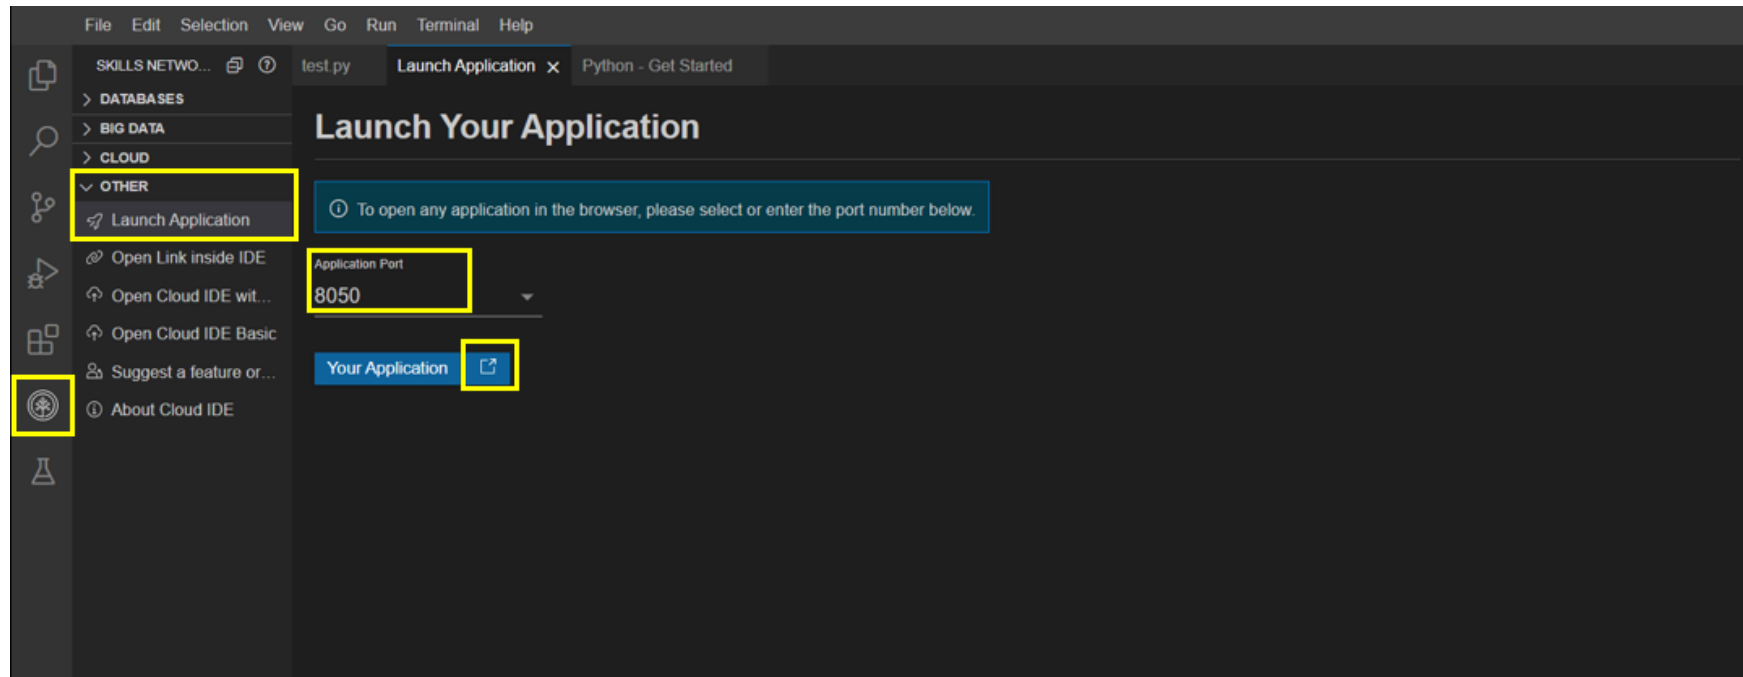 File Edit Selection View Go Run Terminal Help
SKILLS NETWO...
test.py Launch Application Python - Get Started
DATABASES
BIG DATA
CLOUD
OTHER
Launch Application
Open Link inside IDE
Open Cloud IDE wit...
Open Cloud IDE Basic
Suggest a feature or...
About Cloud IDE
Launch Your Application
To open any application in the browser, please select or enter the port number below.
Application Port
8050
Your Application